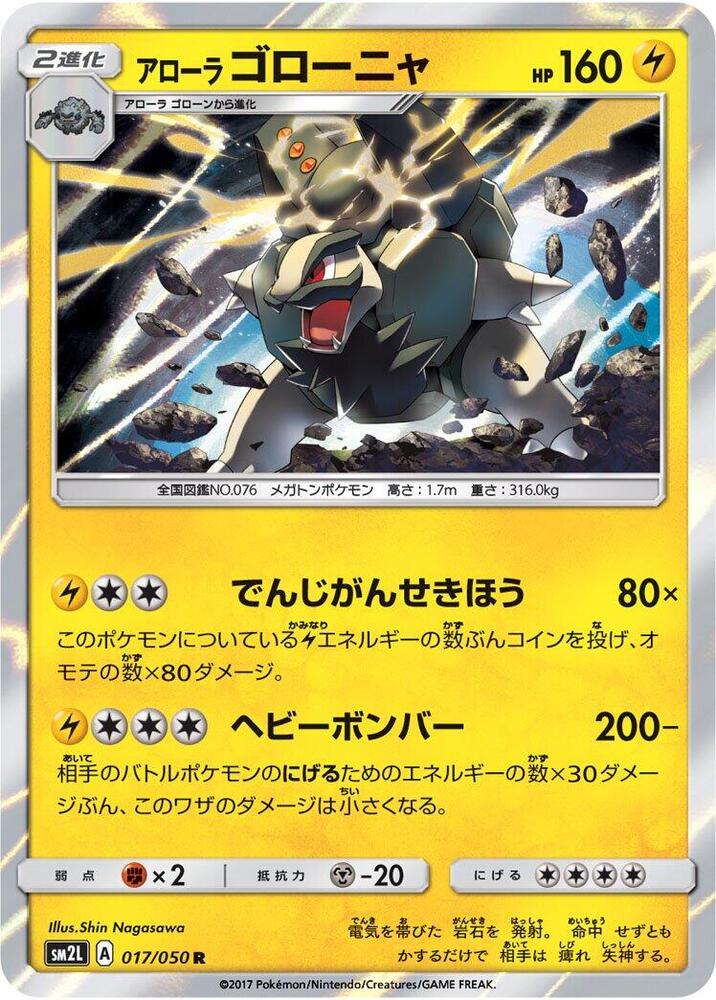 2進化
アローラ ゴローニャ HP 160
アローラ ゴローンから進化
全国図鑑NO.076 メガトンポケモン 高さ:1.7m 重さ:316.0kg
でんじがんせきほう 80×
このポケモンについているかみなりエネルギーの数ぶんコインを投げ、オ
モテの数×80ダメージ。
ヘビーボンバー 200−
相手のバトルポケモンのにげるためのエネルギーの数×30ダメー
ジぶん、このワザのダメージは小さくなる。
弱点 ×2 抵抗力 −20 にげる
Illus.Shin Nagasawa
SM2L A 017/050 R
電気を帯びた 岩石を 発射。命中 せずとも
かするだけで 相手は 痺れ 失神する。
©2017 Pokémon/Nintendo/Creatures/GAME FREAK.